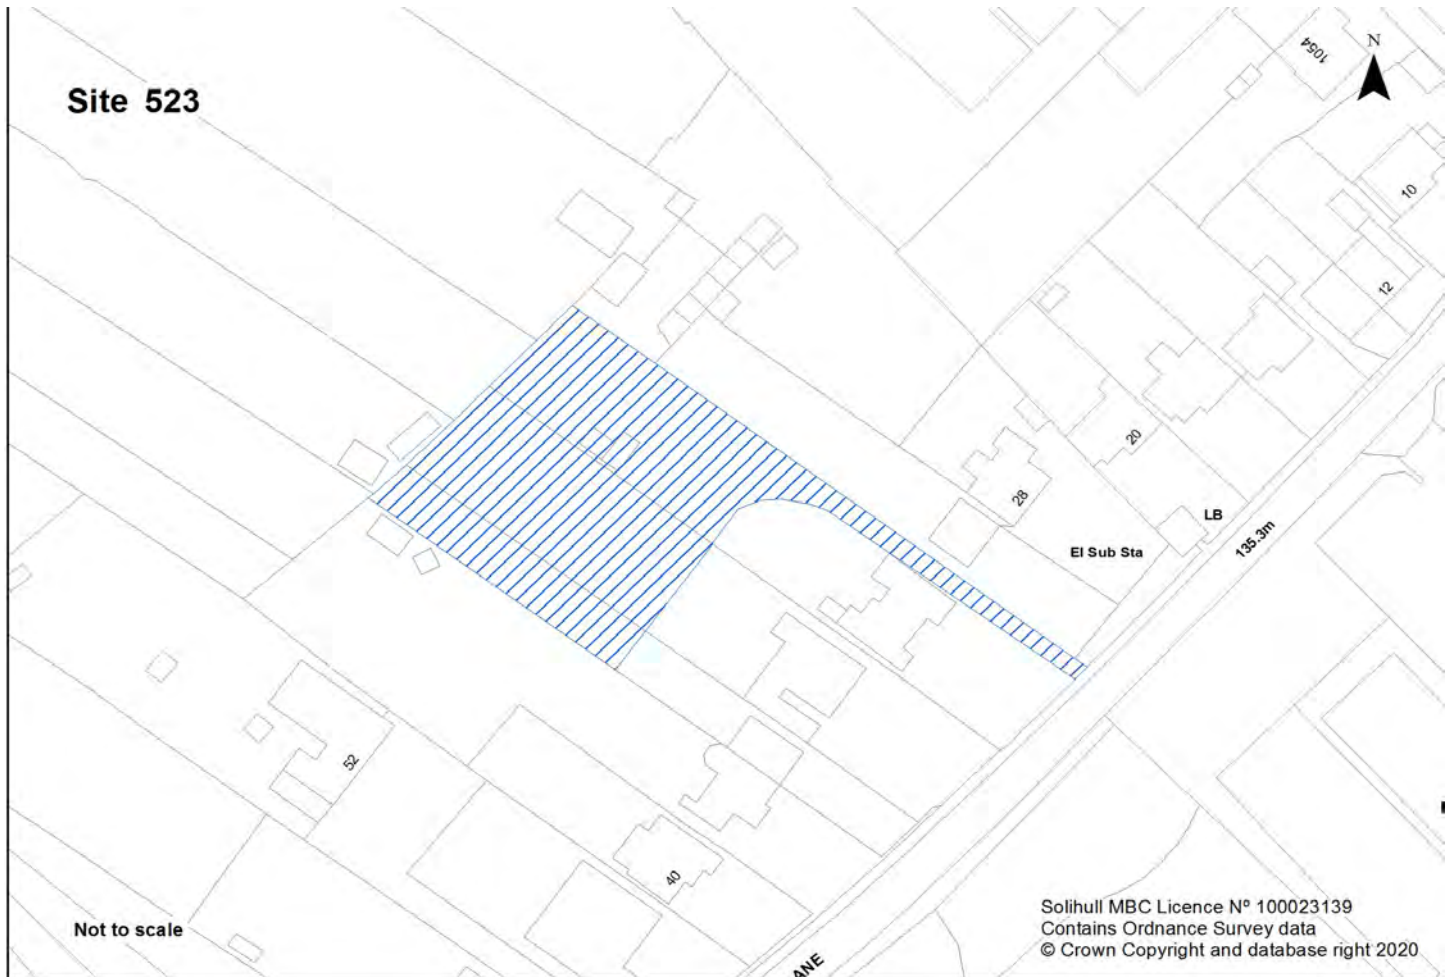 Site 523
N
1054
10
12
20
28
LB
El Sub Sta
135.3m
52
40
Not to scale
ANE
Solihull MBC Licence Nº 100023139
Contains Ordnance Survey data
© Crown Copyright and database right 2020